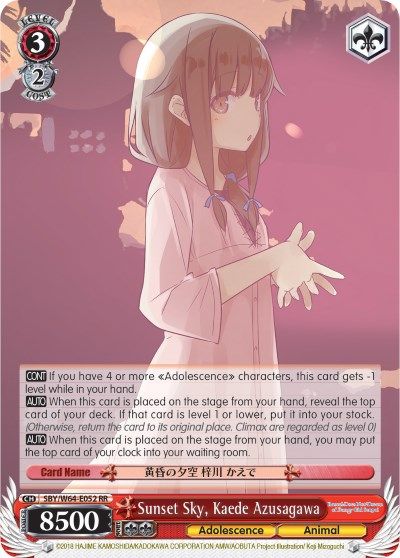 LEVEL
3
2
COST
CONT If you have 4 or more «Adolescence» characters, this card gets -1
level while in your hand.
AUTO When this card is placed on the stage from your hand, reveal the top
card of your deck. If that card is level 1 or lower, put it into your stock.
(Otherwise, return the card to its original place. Climax are regarded as level 0)
AUTO When this card is placed on the stage from your hand, you may put
the top card of your clock into your waiting room.
Card Name
黄昏の夕空 梓川 かえで
CH SBY/W64-E052 RR
Sunset Sky, Kaede Azusagawa
POWER
8500
Adolescence
Animal
©2018 HAJIME KAMOSHIDA/KADOKAWA CORPORATION AMW/AOBUTA Project